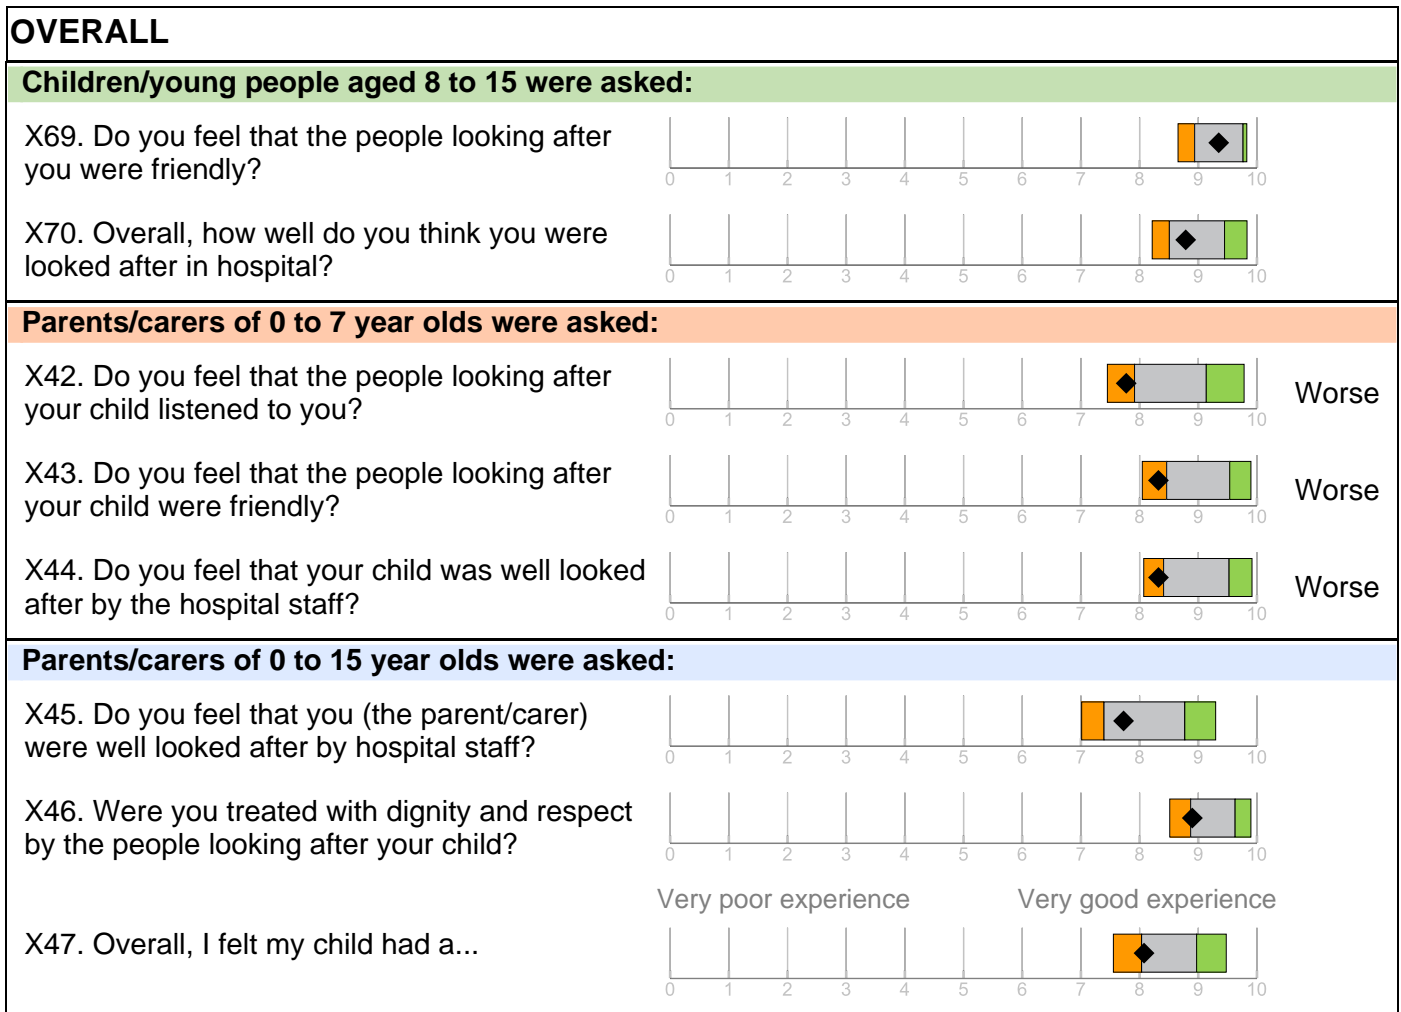 OVERALL
Children/young people aged 8 to 15 were asked:
X69. Do you feel that the people looking after
you were friendly?
0 1 2 3 4 5 6 7 8 9 10
X70. Overall, how well do you think you were
looked after in hospital?
0 1 2 3 4 5 6 7 8 9 10
Parents/carers of 0 to 7 year olds were asked:
X42. Do you feel that the people looking after
your child listened to you?
Worse
0 1 2 3 4 5 6 7 8 9 10
X43. Do you feel that the people looking after
your child were friendly?
Worse
0 1 2 3 4 5 6 7 8 9 10
X44. Do you feel that your child was well looked
after by the hospital staff?
Worse
0 1 2 3 4 5 6 7 8 9 10
Parents/carers of 0 to 15 year olds were asked:
X45. Do you feel that you (the parent/carer)
were well looked after by hospital staff?
0 1 2 3 4 5 6 7 8 9 10
X46. Were you treated with dignity and respect
by the people looking after your child?
0 1 2 3 4 5 6 7 8 9 10
Very poor experience Very good experience
X47. Overall, I felt my child had a...
0 1 2 3 4 5 6 7 8 9 10